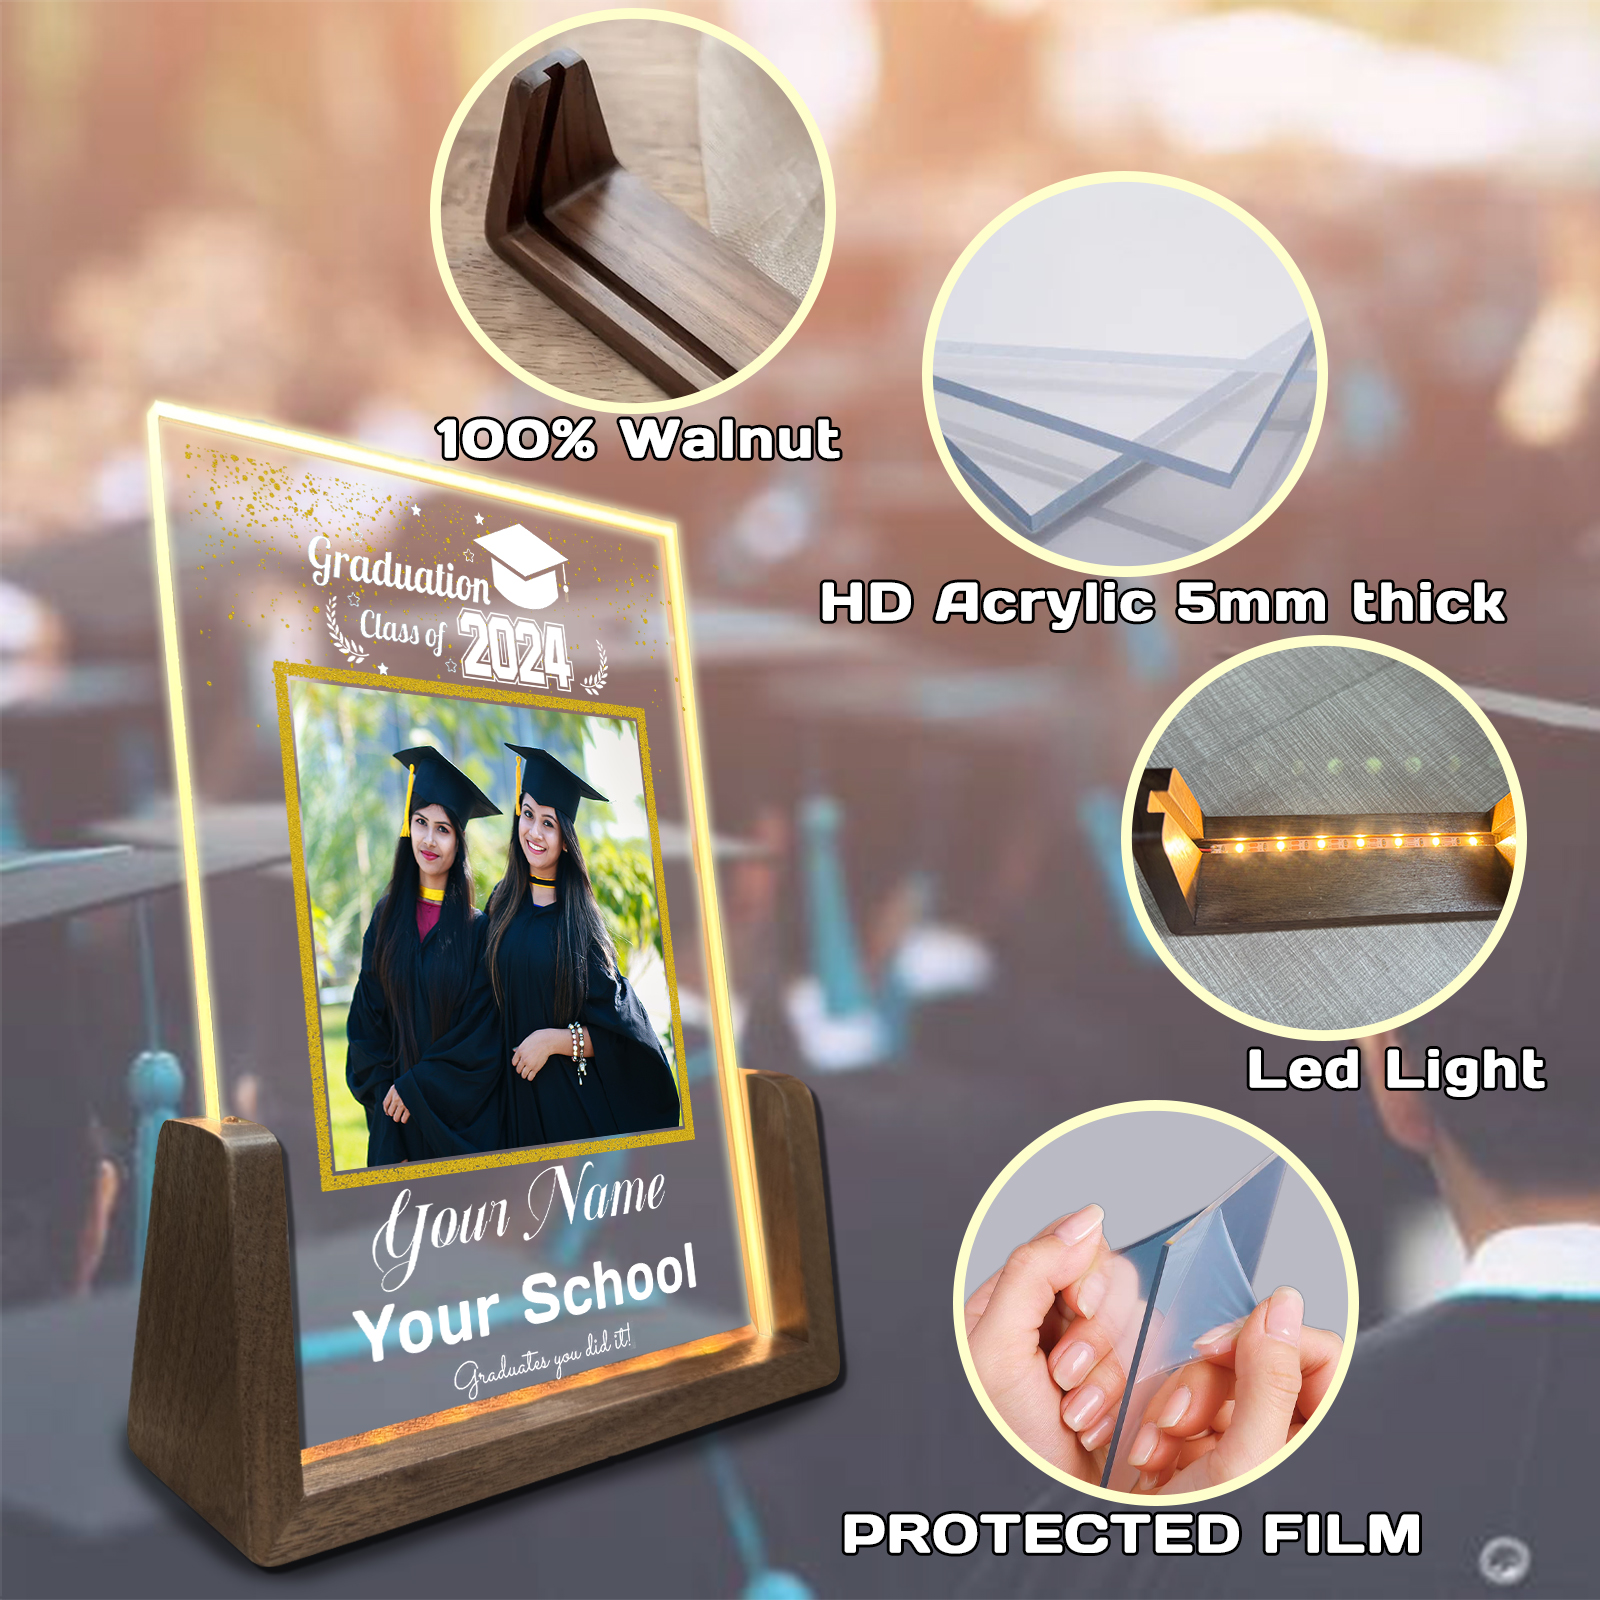 100% Walnut
HD Acrylic 5mm thick
Graduation
Class of 2024
Led Light
Your Name
Your School
Graduates you did it!
PROTECTED FILM